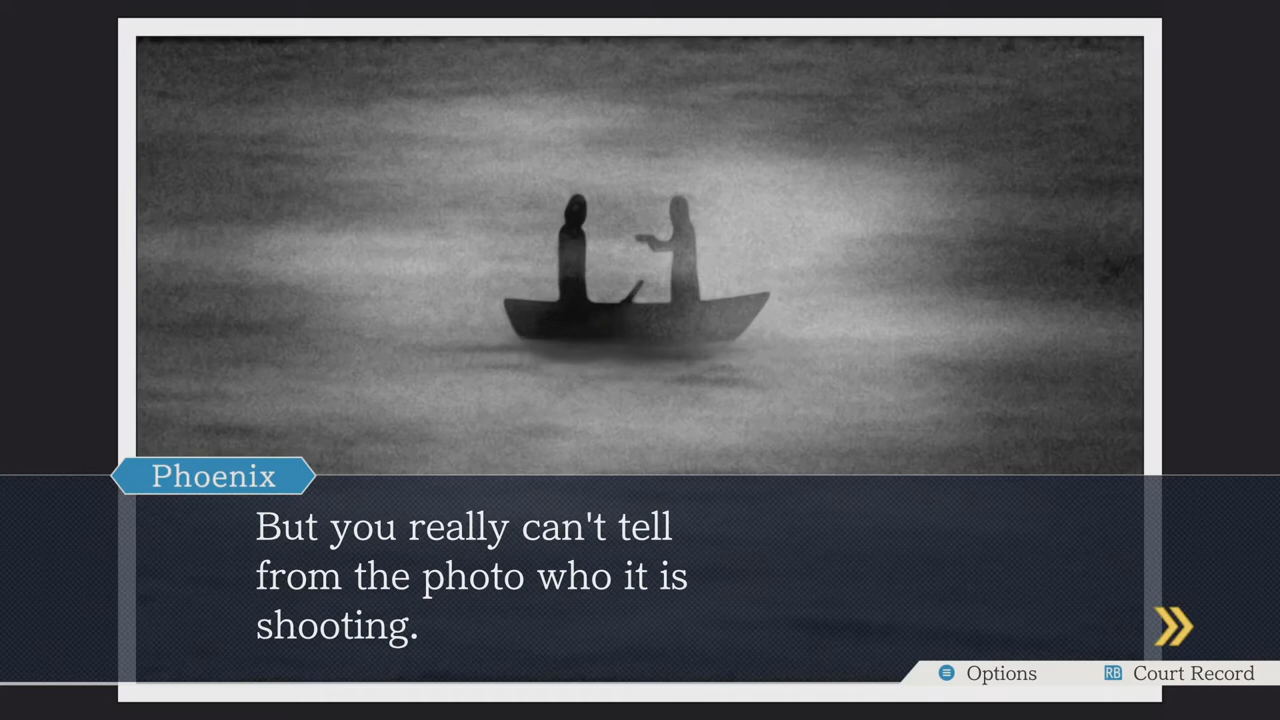 Phoenix
But you really can't tell
from the photo who it is
shooting.
Options
RB Court Record